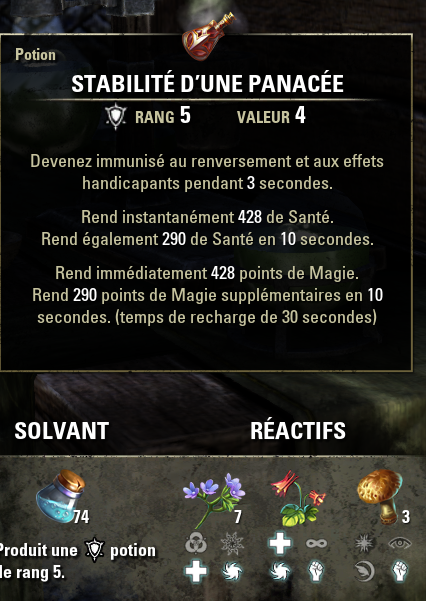 Potion
STABILITÉ D'UNE PANACÉE
RANG 5 VALEUR 4
Devenez immunisé au renversement et aux effets
handicapants pendant 3 secondes.
Rend instantanément 428 de Santé.
Rend également 290 de Santé en 10 secondes.
Rend immédiatement 428 points de Magie.
Rend 290 points de Magie supplémentaires en 10
secondes. (temps de recharge de 30 secondes)
SOLVANT RÉACTIFS
74 7 3
Produit une potion
de rang 5.